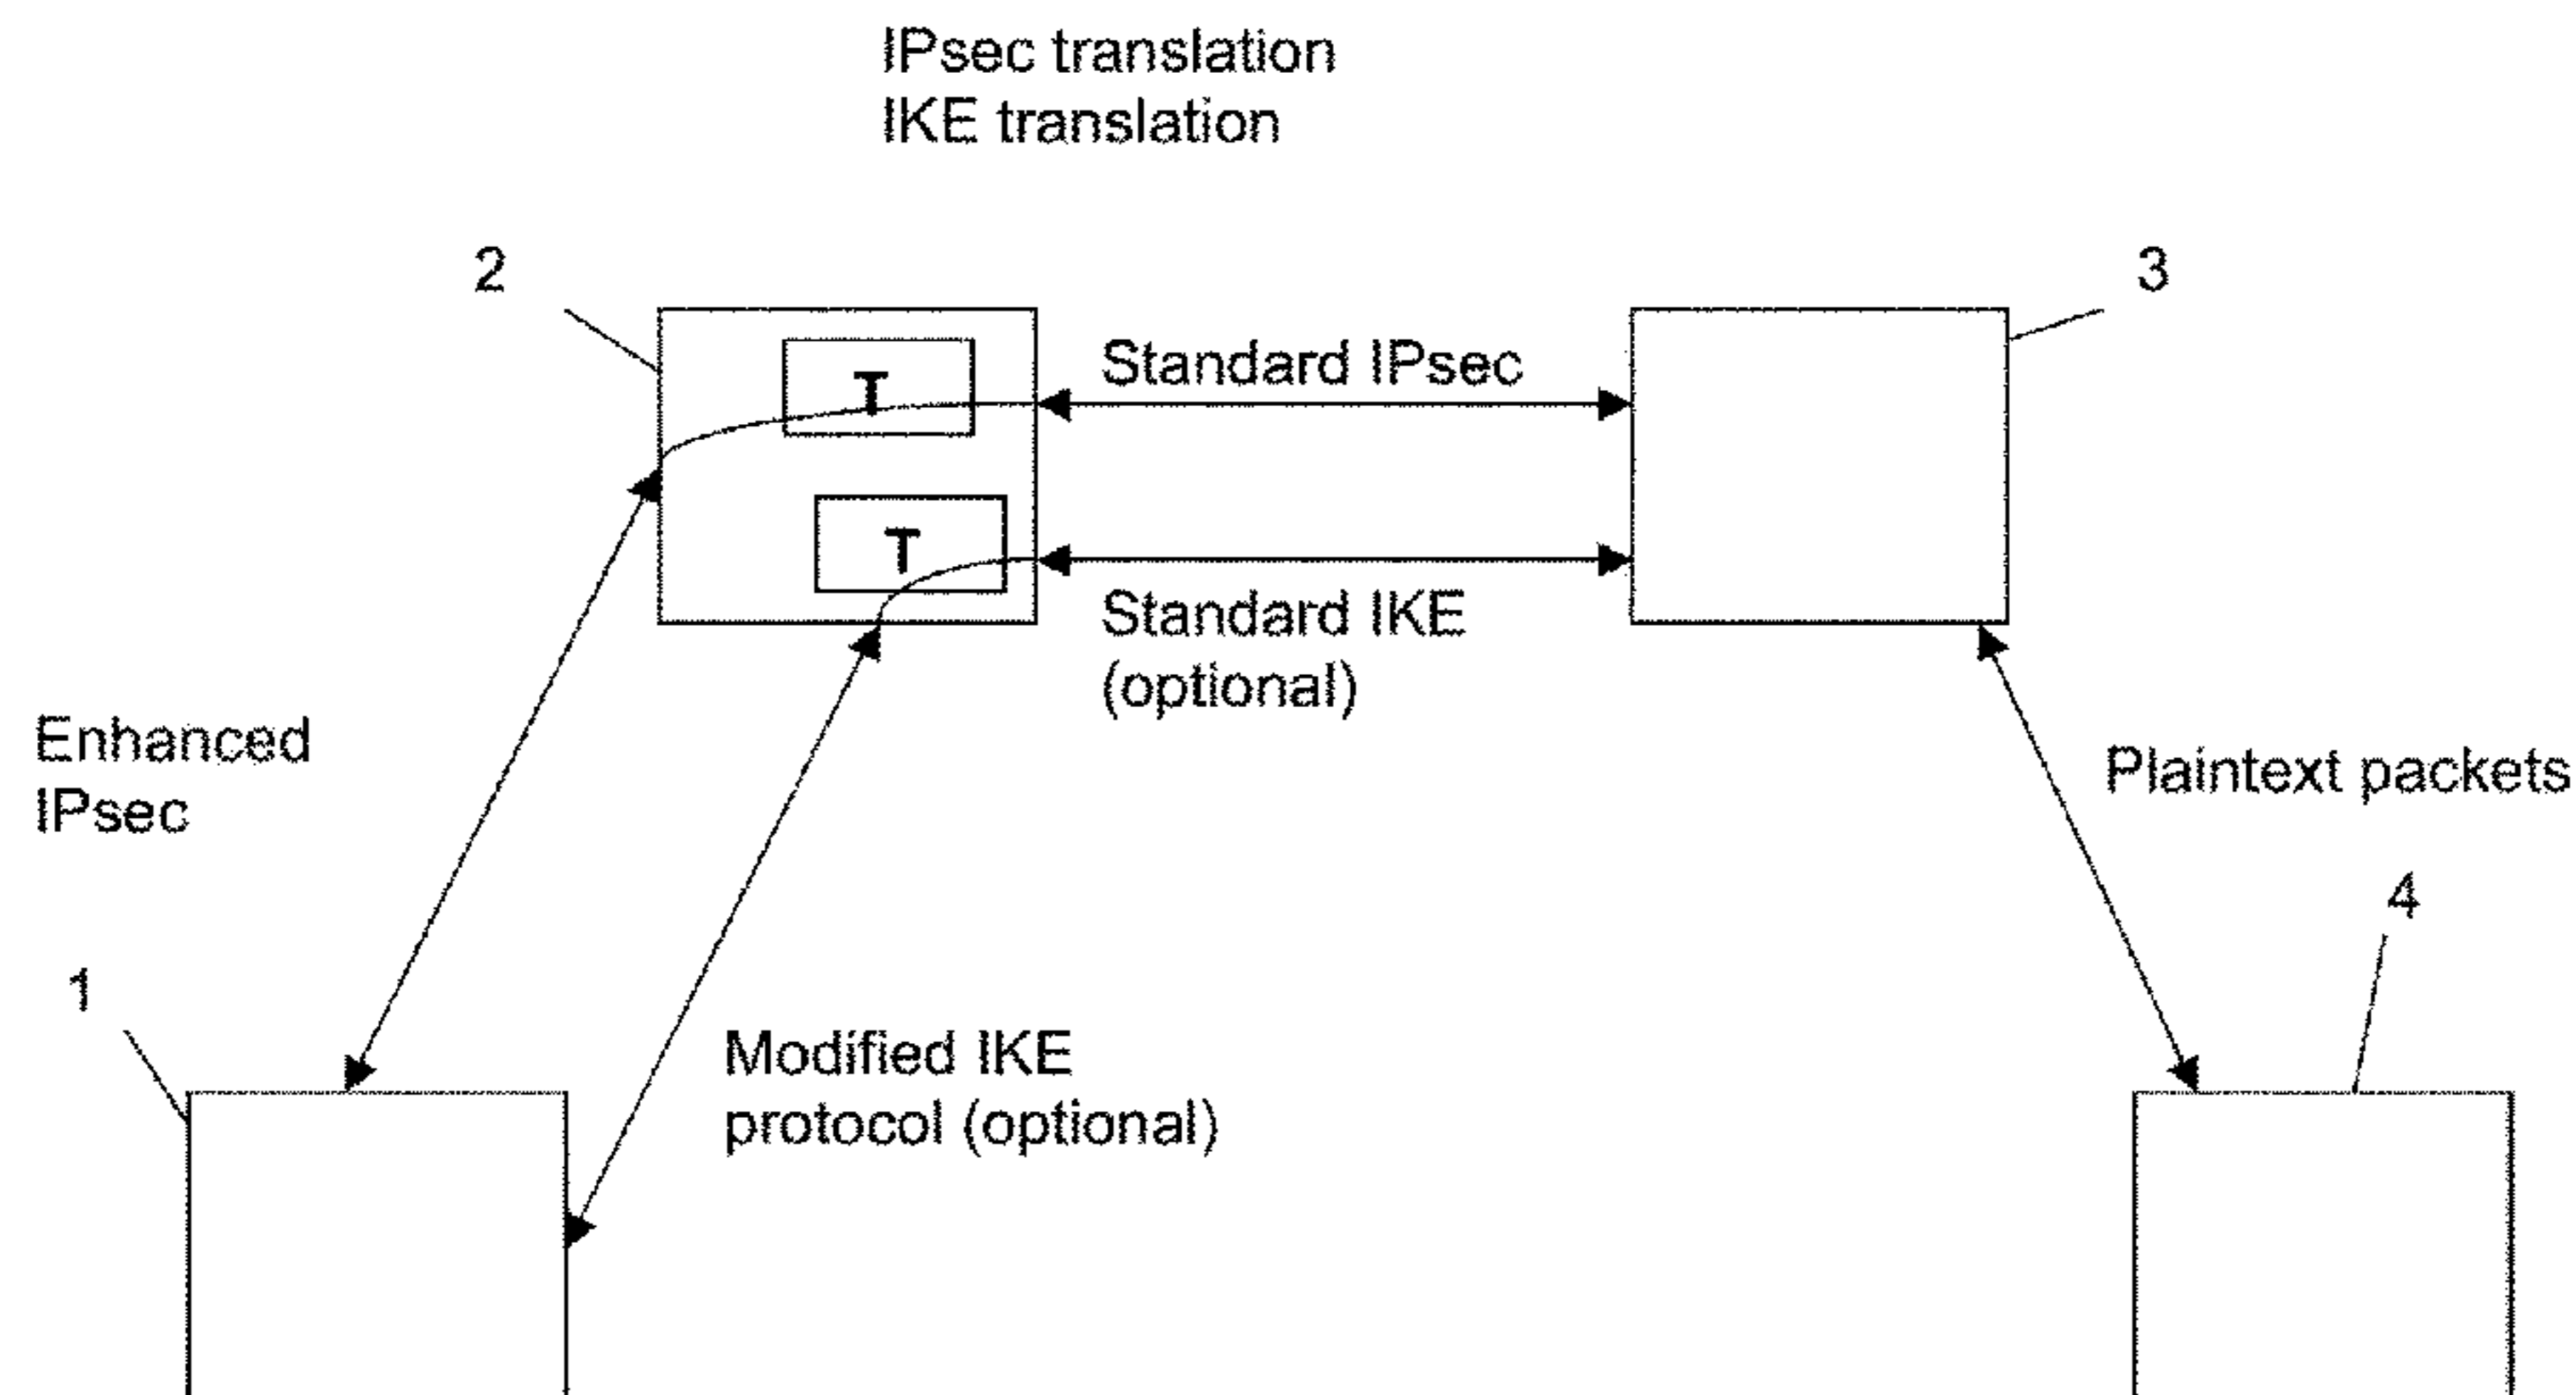 IPsec translation
IKE translation
2
3
T
Standard IPsec
T
Standard IKE
(optional)
Enhanced
IPsec
Plaintext packets
4
1
Modified IKE
protocol (optional)